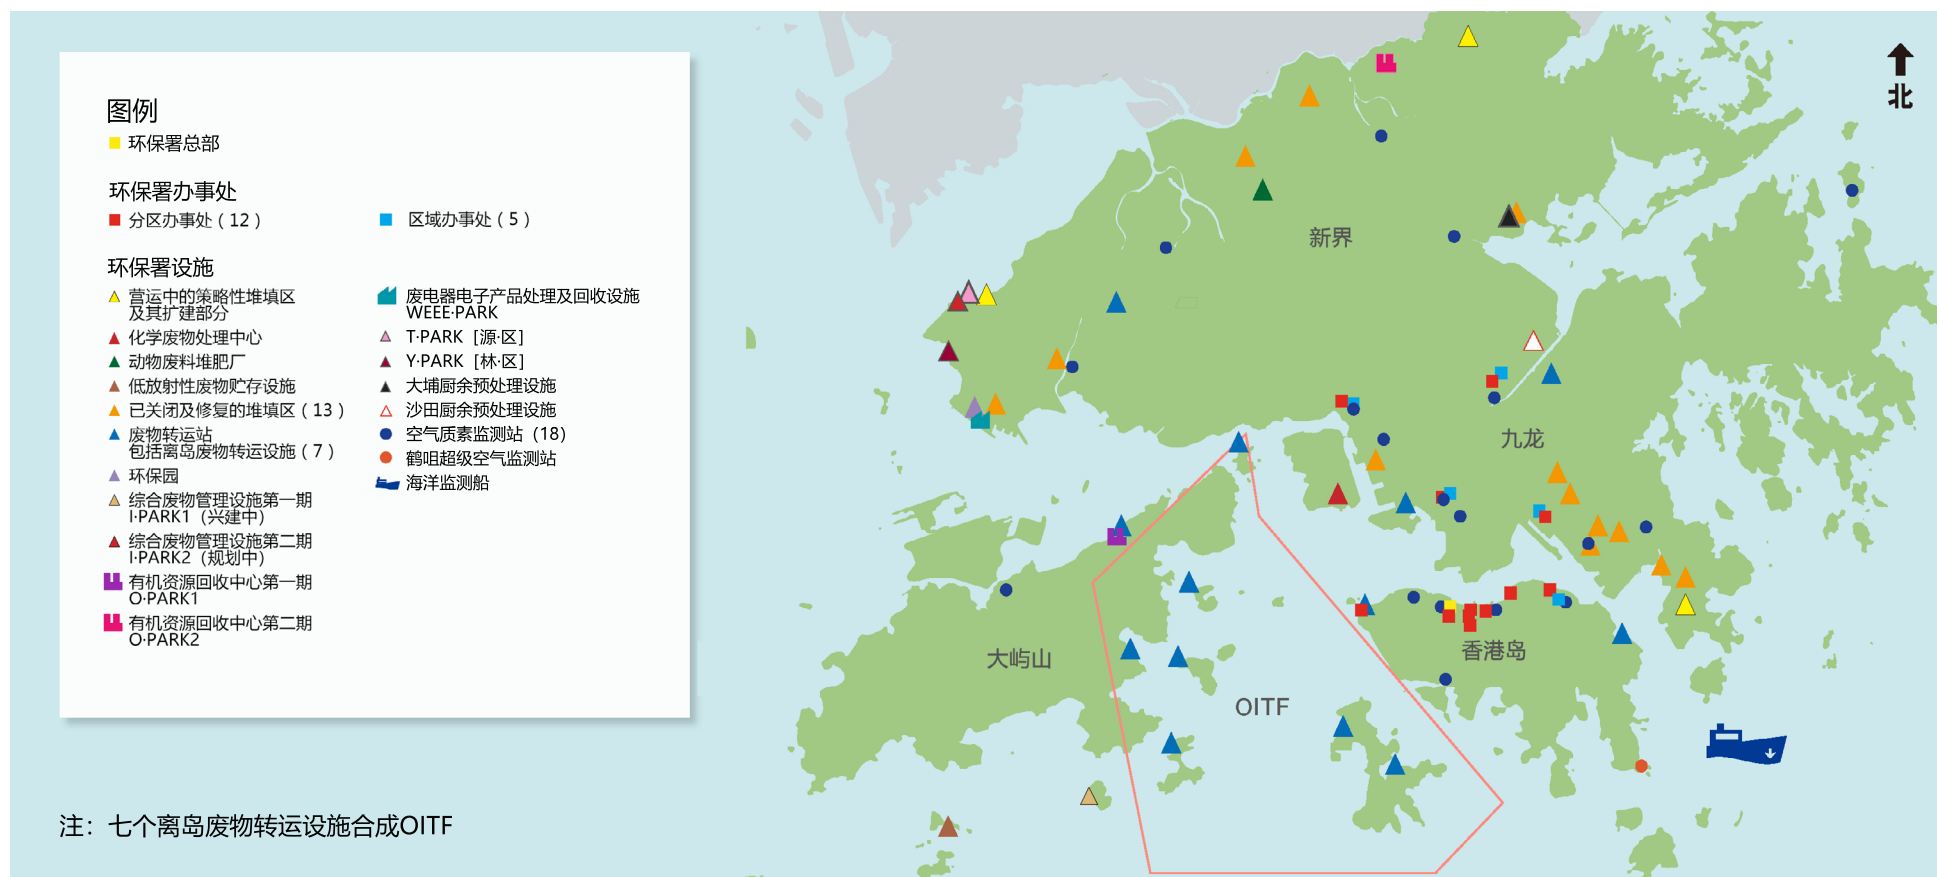 图例
环保署总部
环保署办事处
分区办事处（12）
区域办事处（5）
环保署设施
营运中的策略性堆填区
及其扩建部分
化学废物处理中心
动物废料堆肥厂
低放射性废物贮存设施
已关闭及修复的堆填区（13）
废物转运站
包括离岛废物转运设施（7）
环保园
综合废物管理设施第一期
I·PARK1（兴建中）
综合废物管理设施第二期
I·PARK2（规划中）
有机资源回收中心第一期
O·PARK1
有机资源回收中心第二期
O·PARK2
废电器电子产品处理及回收设施
WEEE·PARK
T·PARK［源·区］
Y·PARK［林·区］
大埔厨余预处理设施
沙田厨余预处理设施
空气质素监测站（18）
鹤咀超级空气监测站
海洋监测船
注：七个离岛废物转运设施合成OITF
北
新界
九龙
香港岛
大屿山
OITF